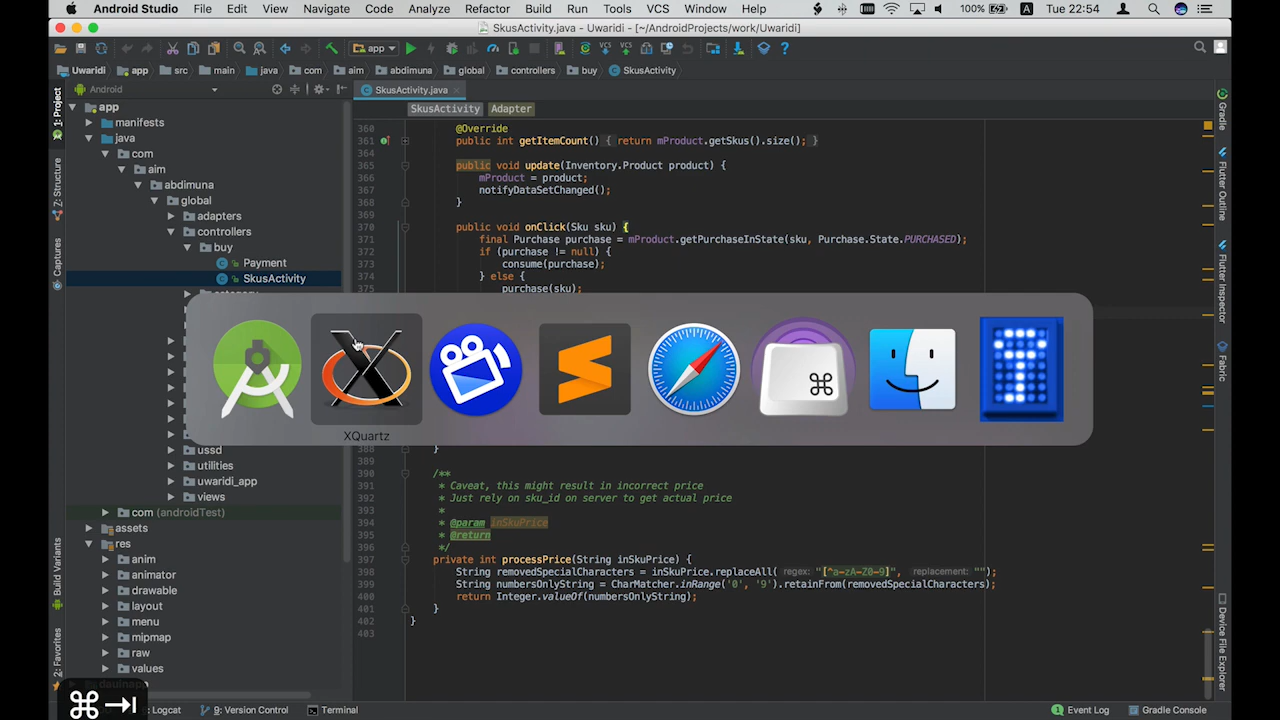 Android Studio File Edit View Navigate Code Analyze Refactor Build Run Tools VCS Window Help 100% A Tue 22:54
SkusActivity.java - Uwaridi - [~/AndroidProjects/work/Uwaridi]
app
Uwaridi app src main java com aim abdimuna global controllers buy SkusActivity
Android
SkusActivity.java
SkusActivity Adapter
1: Project
Z: Structure
Captures
Build Variants
2: Favorites
app
manifests
java
com
aim
abdimuna
global
adapters
controllers
buy
Payment
SkusActivity
ussd
utilities
uwaridi_app
views
com (androidTest)
assets
res
anim
animator
drawable
layout
menu
mipmap
raw
values
360 @Override
361 public int getItemCount() { return mProduct.getSkus().size(); }
364
365 public void update(Inventory.Product product) {
366 mProduct = product;
367 notifyDataSetChanged();
368 }
369
370 public void onClick(Sku sku) {
371 final Purchase purchase = mProduct.getPurchaseInState(sku, Purchase.State.PURCHASED);
372 if (purchase != null) {
373 consume(purchase);
374 } else {
375 purchase(sku);
XQuartz
388 }
389
390 /**
391 * Caveat, this might result in incorrect price
392 * Just rely on sku_id on server to get actual price
393 *
394 * @param inSkuPrice
395 * @return
396 */
397 private int processPrice(String inSkuPrice) {
398 String removedSpecialCharacters = inSkuPrice.replaceAll( regex: "[^a-zA-Z0-9]", replacement: "");
399 String numbersOnlyString = CharMatcher.inRange('0', '9').retainFrom(removedSpecialCharacters);
400 return Integer.valueOf(numbersOnlyString);
401 }
402 }
403
Gradle
Flutter Outline
Flutter Inspector
Fabric
Device File Explorer
⌘ ⇥
Logcat 9: Version Control Terminal 1 Event Log Gradle Console